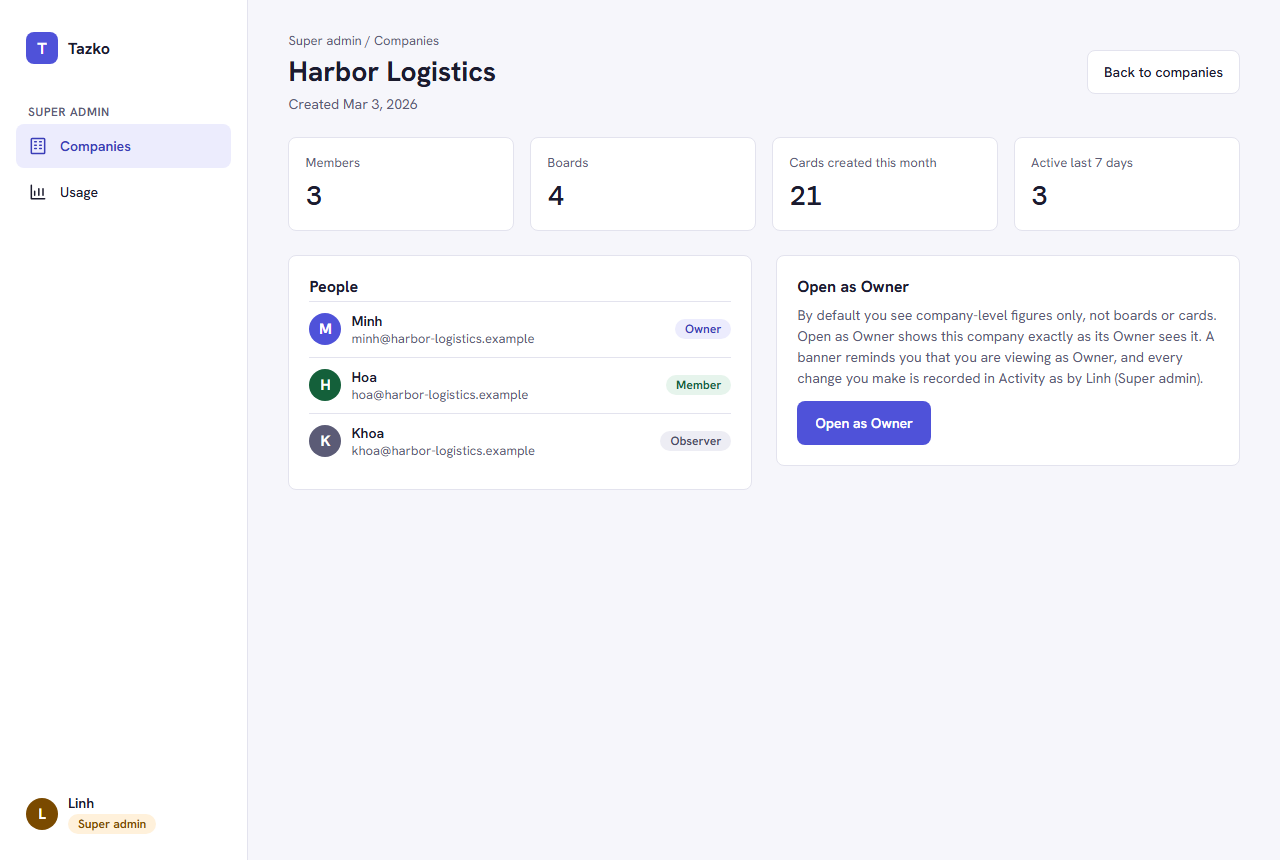 T Tazko
SUPER ADMIN
Companies
Usage
L Linh
Super admin
Super admin / Companies
Harbor Logistics
Created Mar 3, 2026
Back to companies
Members
3
Boards
4
Cards created this month
21
Active last 7 days
3
People
M Minh
minh@harbor-logistics.example
Owner
H Hoa
hoa@harbor-logistics.example
Member
K Khoa
khoa@harbor-logistics.example
Observer
Open as Owner
By default you see company-level figures only, not boards or cards.
Open as Owner shows this company exactly as its Owner sees it. A
banner reminds you that you are viewing as Owner, and every
change you make is recorded in Activity as by Linh (Super admin).
Open as Owner